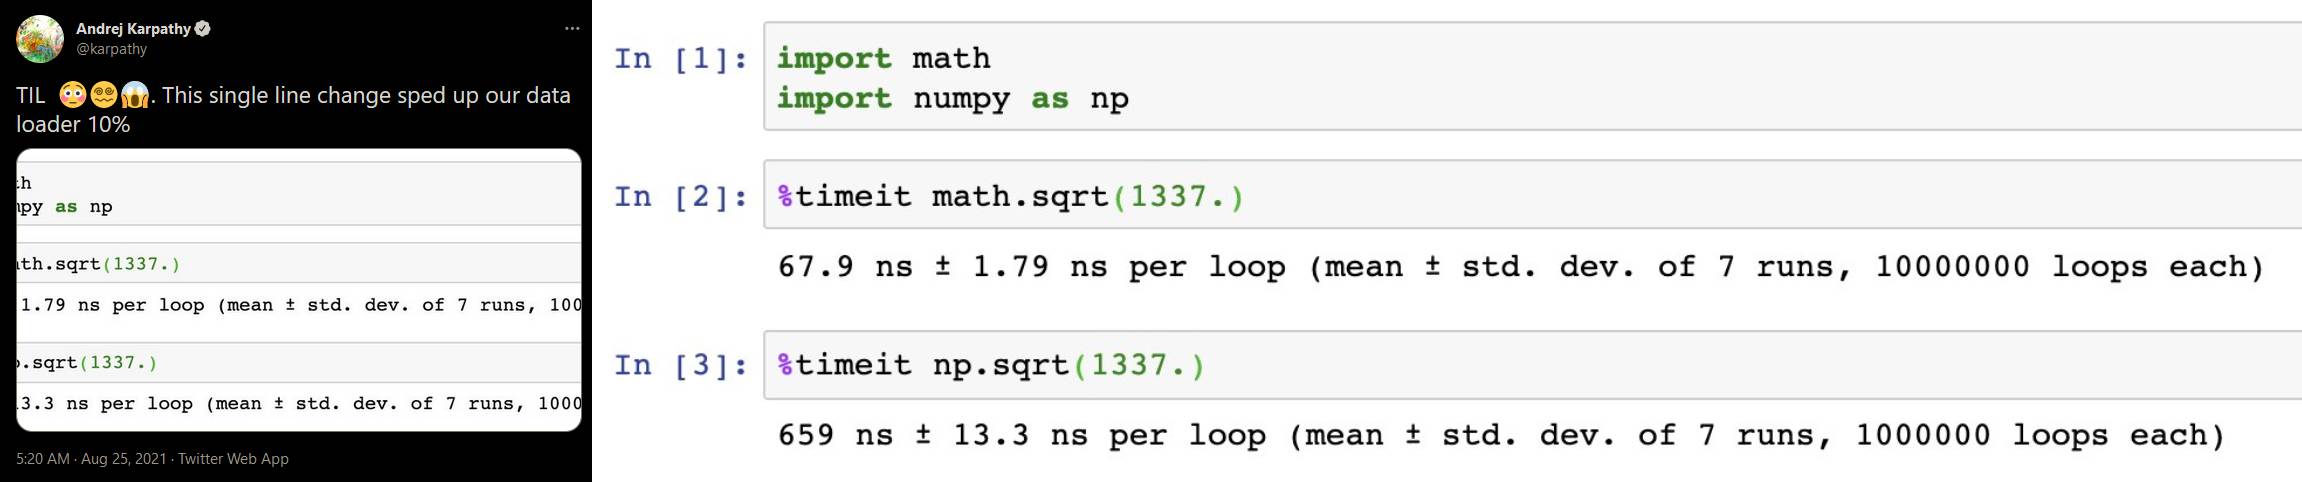 Andrej Karpathy
@karpathy
TIL 😳😵‍💫😱. This single line change sped up our data
loader 10%
th
npy as np
ath.sqrt(1337.)
1.79 ns per loop (mean ± std. dev. of 7 runs, 100
p.sqrt(1337.)
13.3 ns per loop (mean ± std. dev. of 7 runs, 1000
5:20 AM · Aug 25, 2021 · Twitter Web App
In [1]: import math
import numpy as np
In [2]: %timeit math.sqrt(1337.)
67.9 ns ± 1.79 ns per loop (mean ± std. dev. of 7 runs, 10000000 loops each)
In [3]: %timeit np.sqrt(1337.)
659 ns ± 13.3 ns per loop (mean ± std. dev. of 7 runs, 1000000 loops each)